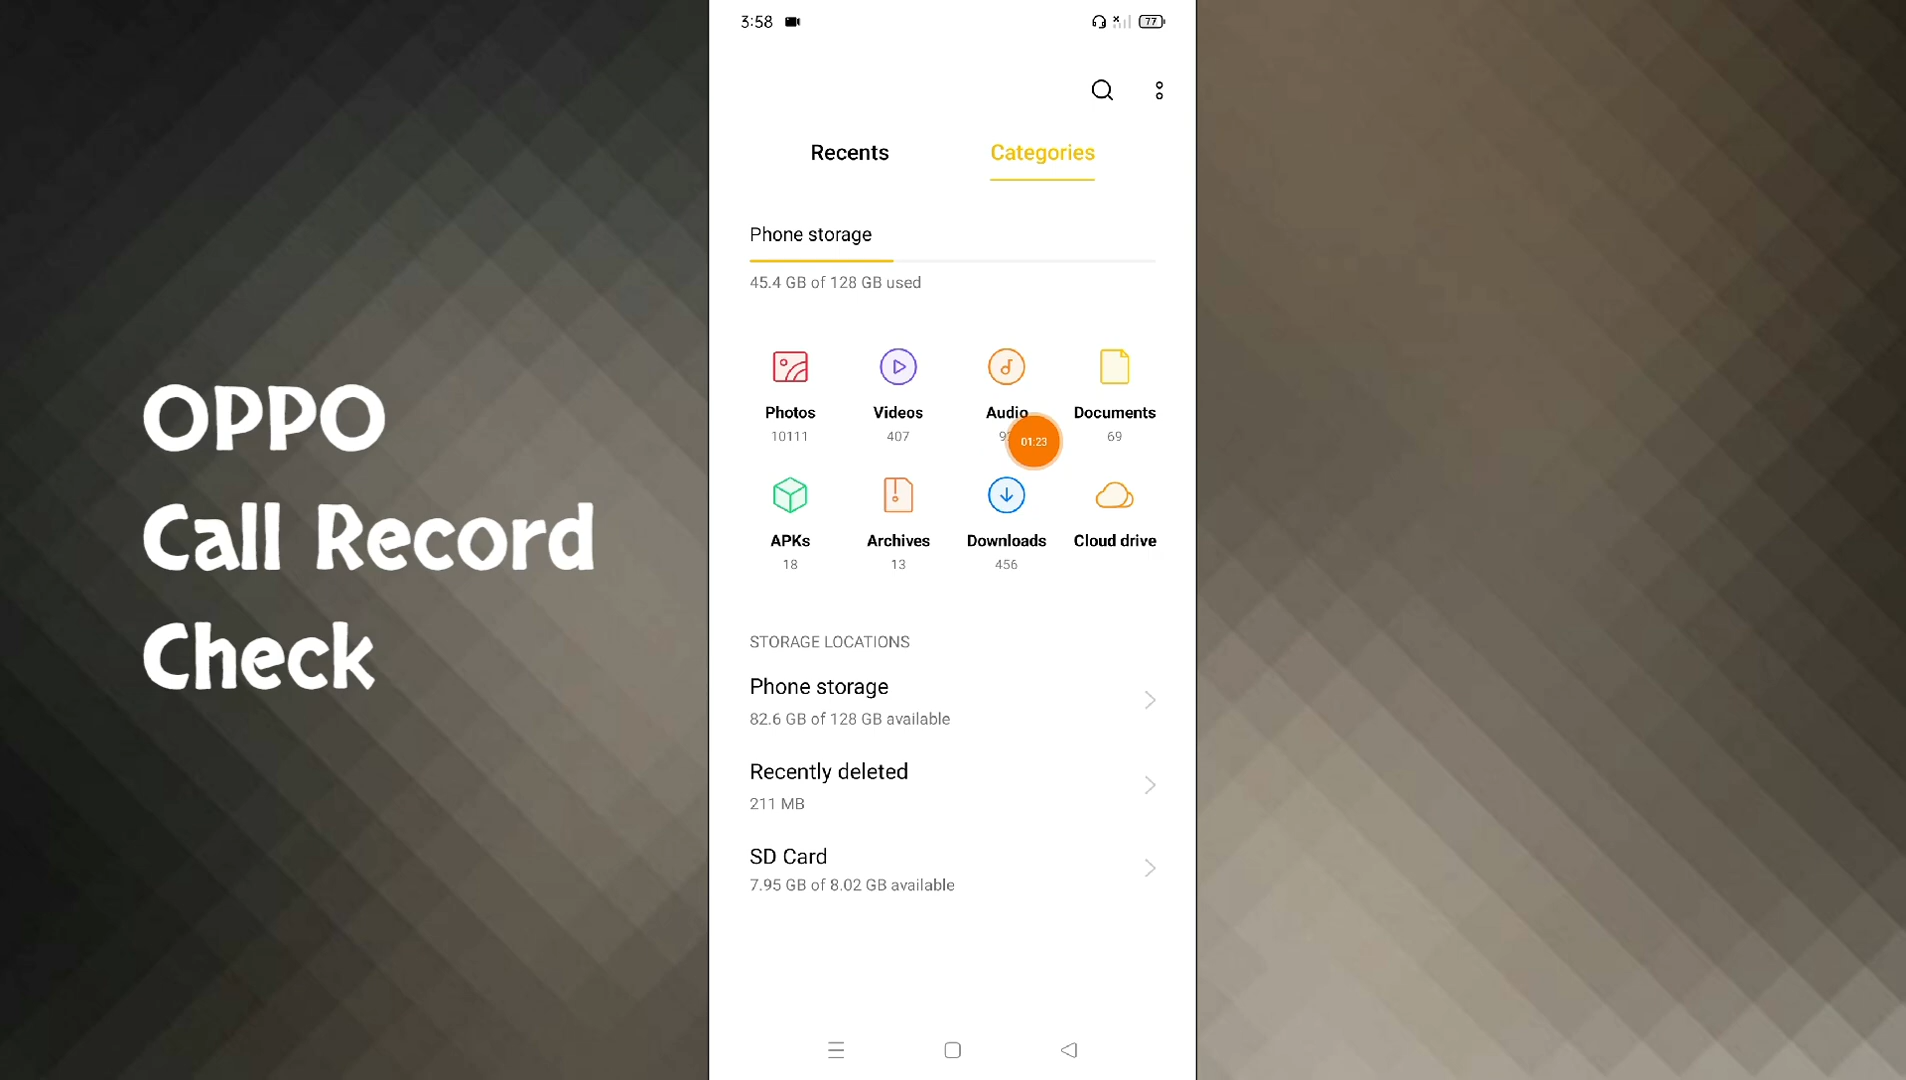 3:58
77
Recents Categories
Phone storage
45.4 GB of 128 GB used
Photos Videos Audio Documents
10111 407 69
01:23
APKs Archives Downloads Cloud drive
18 13 456
STORAGE LOCATIONS
Phone storage
82.6 GB of 128 GB available
Recently deleted
211 MB
SD Card
7.95 GB of 8.02 GB available
OPPO
Call Record
Check